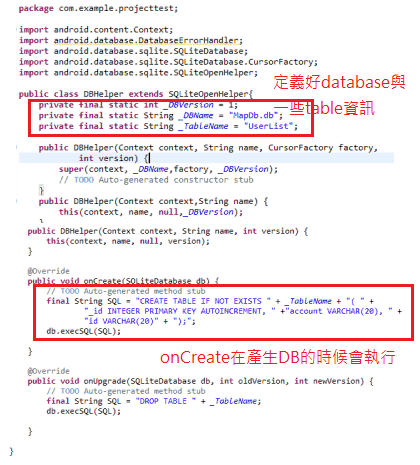 package com.example.projecttest;
import android.content.Context;
import android.database.DatabaseErrorHandler;
import android.database.sqlite.SQLiteDatabase;
import android.database.sqlite.SQLiteDatabase.CursorFactory;
import android.database.sqlite.SQLiteOpenHelper;
定義好database與
一些table資訊
public class DBHelper extends SQLiteOpenHelper{
private final static int _DBVersion = 1;
private final static String _DBName = "MapDb.db";
private final static String _TableName = "UserList";
public DBHelper(Context context, String name, CursorFactory factory,
int version) {
super(context, _DBName,factory, _DBVersion);
// TODO Auto-generated constructor stub
}
public DBHelper(Context context,String name) {
this(context, name, null,_DBVersion);
}
public DBHelper(Context context, String name, int version) {
this(context, name, null, version);
}
@Override
public void onCreate(SQLiteDatabase db) {
// TODO Auto-generated method stub
final String SQL = "CREATE TABLE IF NOT EXISTS " + _TableName + "( " +
"_id INTEGER PRIMARY KEY AUTOINCREMENT, " +"account VARCHAR(20), " +
"id VARCHAR(20)" + ");";
db.execSQL(SQL);
}
onCreate在產生DB的時候會執行
@Override
public void onUpgrade(SQLiteDatabase db, int oldVersion, int newVersion) {
// TODO Auto-generated method stub
final String SQL = "DROP TABLE " + _TableName;
db.execSQL(SQL);
}
}